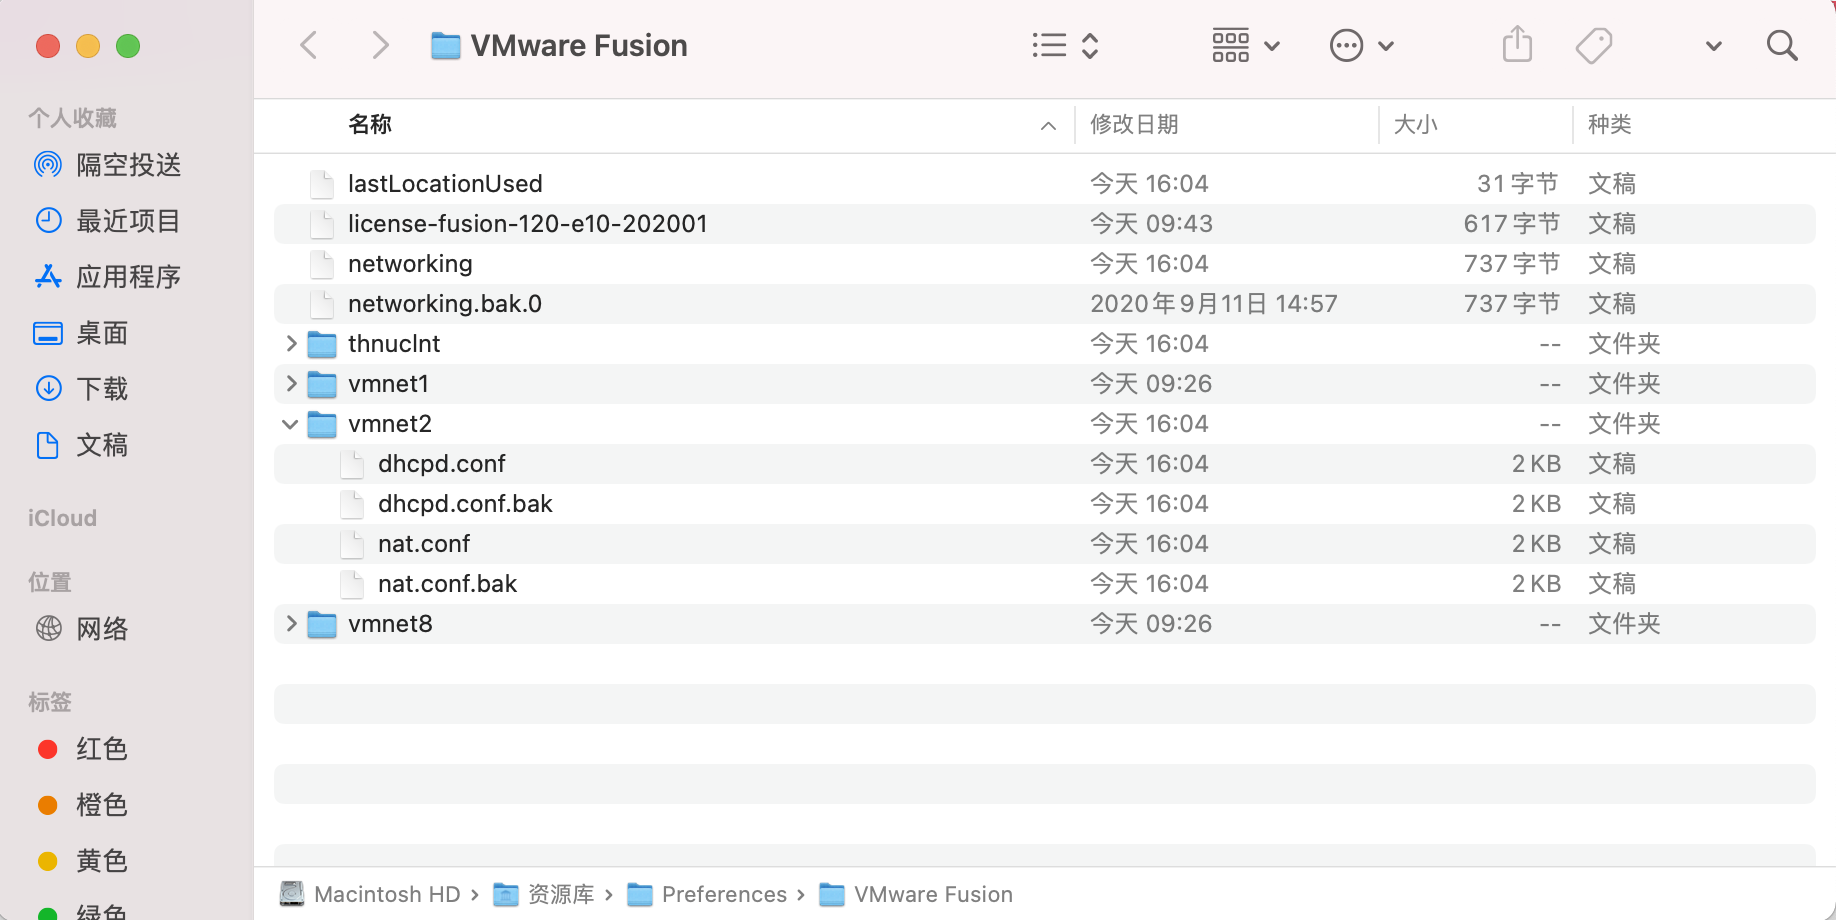 VMware Fusion
个人收藏
隔空投送
最近项目
应用程序
桌面
下载
文稿
iCloud
位置
网络
标签
红色
橙色
黄色
绿色
名称 修改日期 大小 种类
lastLocationUsed 今天 16:04 31 字节 文稿
license-fusion-120-e10-202001 今天 09:43 617 字节 文稿
networking 今天 16:04 737 字节 文稿
networking.bak.0 2020年9月11日 14:57 737 字节 文稿
thnuclnt 今天 16:04 -- 文件夹
vmnet1 今天 09:26 -- 文件夹
vmnet2 今天 16:04 -- 文件夹
dhcpd.conf 今天 16:04 2 KB 文稿
dhcpd.conf.bak 今天 16:04 2 KB 文稿
nat.conf 今天 16:04 2 KB 文稿
nat.conf.bak 今天 16:04 2 KB 文稿
vmnet8 今天 09:26 -- 文件夹
Macintosh HD › 资源库 › Preferences › VMware Fusion